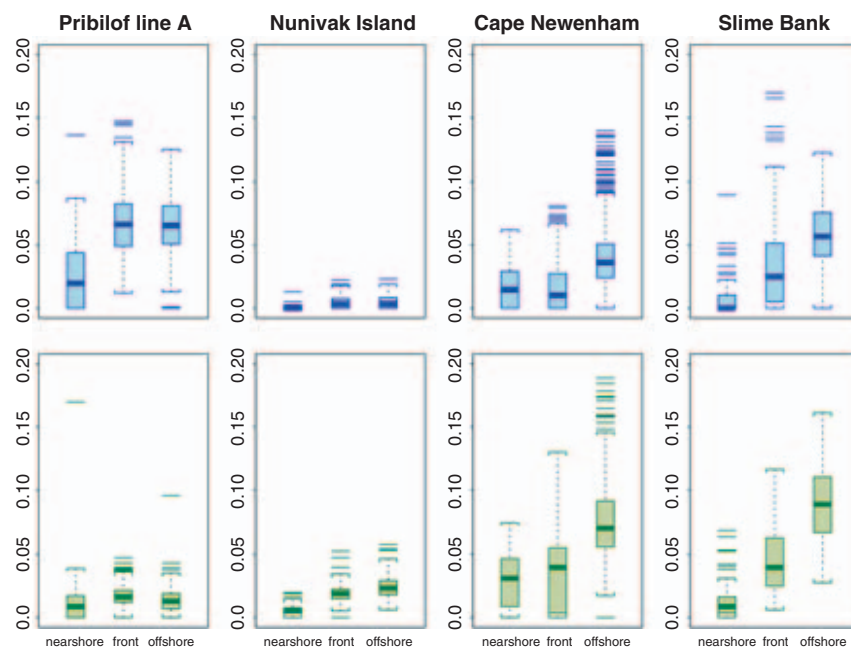 Pribilof line A Nunivak Island Cape Newenham Slime Bank
0.20 0.20 0.20 0.20
0.15 0.15 0.15 0.15
0.10 0.10 0.10 0.10
0.05 0.05 0.05 0.05
0.0 0.0 0.0 0.0
0.20 0.20 0.20 0.20
0.15 0.15 0.15 0.15
0.10 0.10 0.10 0.10
0.05 0.05 0.05 0.05
0.0 0.0 0.0 0.0
nearshore front offshore nearshore front offshore nearshore front offshore nearshore front offshore